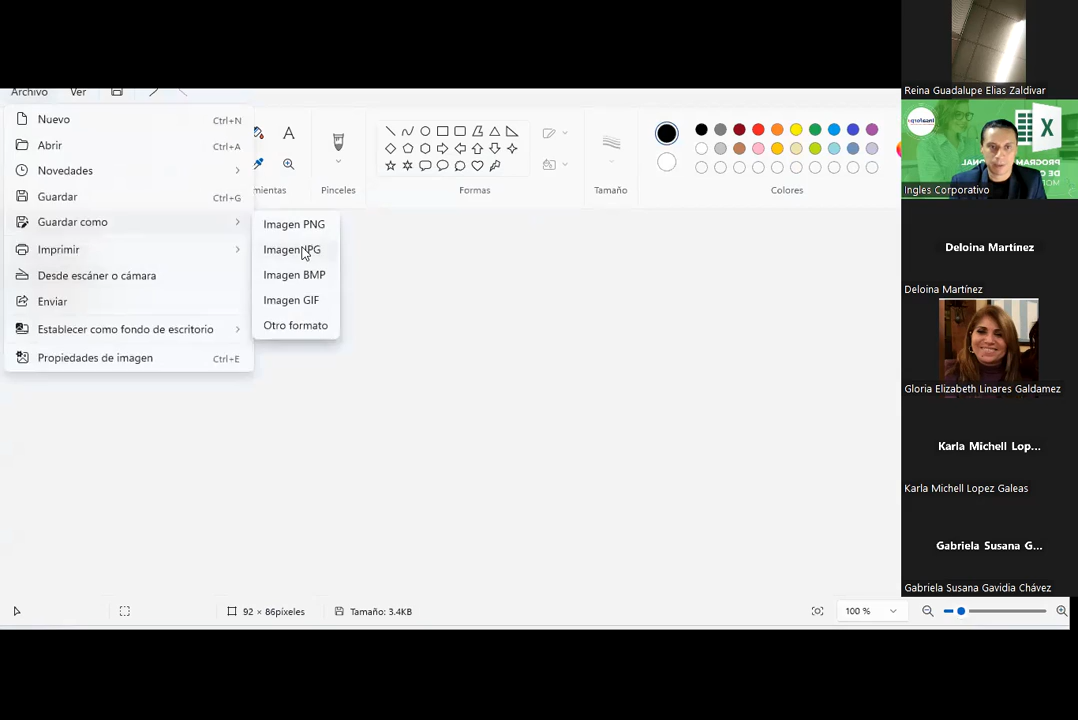 Archivo Ver
Nuevo Ctrl+N
Abrir Ctrl+A
Novedades
Guardar Ctrl+G
Guardar como
Imprimir
Desde escáner o cámara
Enviar
Establecer como fondo de escritorio
Propiedades de imagen Ctrl+E
Imagen PNG
Imagen JPG
Imagen BMP
Imagen GIF
Otro formato
mientas
Pinceles
Formas
Tamaño
Colores
92 × 86píxeles
Tamaño: 3.4KB
100 %
Reina Guadalupe Elias Zaldivar
Ingles Corporativo
Deloina Martínez
Deloina Martínez
Gloria Elizabeth Linares Galdamez
Karla Michell Lop...
Karla Michell Lopez Galeas
Gabriela Susana G...
Gabriela Susana Gavidia Chávez